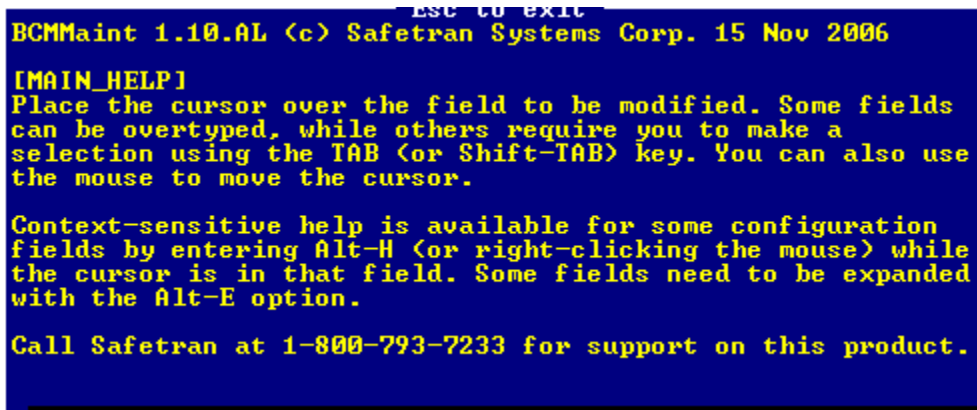 Esc to exit
BCMMaint 1.10.AL (c) Safetran Systems Corp. 15 Nov 2006
[MAIN_HELP]
Place the cursor over the field to be modified. Some fields
can be overtyped, while others require you to make a
selection using the TAB (or Shift-TAB) key. You can also use
the mouse to move the cursor.
Context-sensitive help is available for some configuration
fields by entering Alt-H (or right-clicking the mouse) while
the cursor is in that field. Some fields need to be expanded
with the Alt-E option.
Call Safetran at 1-800-793-7233 for support on this product.